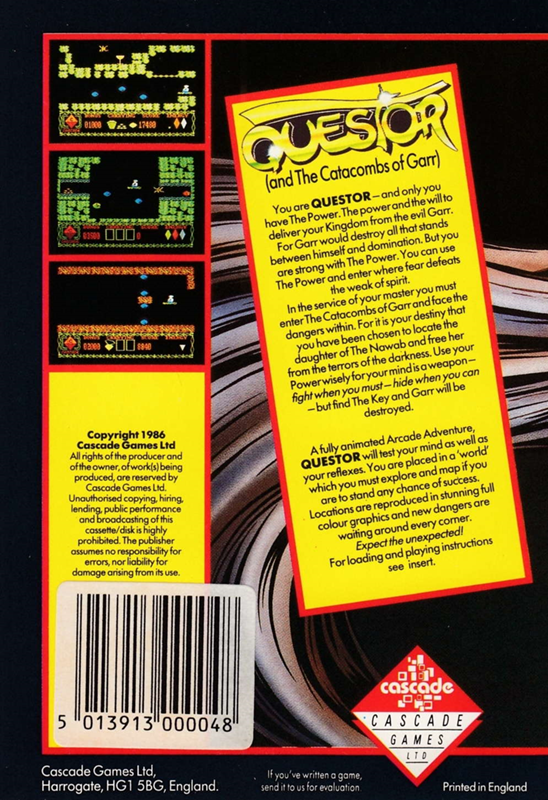 QUESTOR
(and The Catacombs of Garr)
You are QUESTOR — and only you
have The Power. The power and the will to
deliver your Kingdom from the evil Garr.
For Garr would destroy all that stands
between himself and domination. But you
are strong with The Power. You can use
The Power and enter where fear defeats
the weak of spirit.
In the service of your master you must
enter The Catacombs of Garr and face the
dangers within. For it is your destiny that
you have been chosen to locate the
daughter of The Nawab and free her
from the terrors of the darkness. Use your
Power wisely for your mind is a weapon —
fight when you must — hide when you can
— but find The Key and Garr will be
destroyed.
A fully animated Arcade Adventure,
QUESTOR will test your mind as well as
your reflexes. You are placed in a 'world'
which you must explore and map if you
are to stand any chance of success.
Locations are reproduced in stunning full
colour graphics and new dangers are
waiting around every corner.
Expect the unexpected!
For loading and playing instructions
see insert.
Copyright 1986
Cascade Games Ltd
All rights of the producer and
of the owner, of work(s) being
produced, are reserved by
Cascade Games Ltd.
Unauthorised copying, hiring,
lending, public performance
and broadcasting of this
cassette/disk is highly
prohibited. The publisher
assumes no responsibility for
errors, nor liability for
damage arising from its use.
5 013913 000048
cascade
CASCADE
GAMES
LTD
Cascade Games Ltd,
Harrogate, HG1 5BG, England.
If you've written a game,
send it to us for evaluation
Printed in England